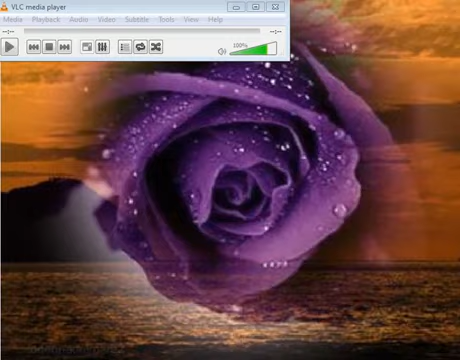 VLC media player
Media Playback Audio Video Subtitle Tools View Help
--:-- --:--
100%